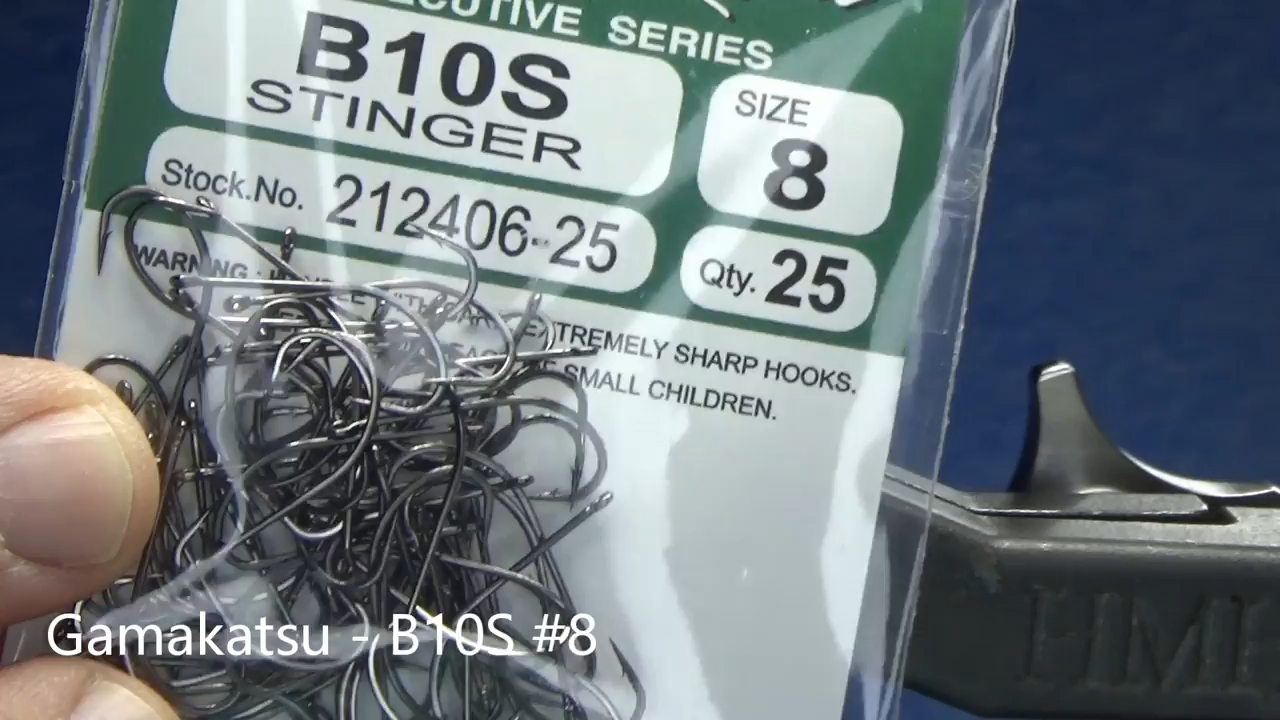 SERIES
B10S
STINGER
SIZE
8
Stock.No. 212406-25
Qty. 25
WARNING : EXTREMELY SHARP HOOKS.
SMALL CHILDREN.
Gamakatsu - B10S #8